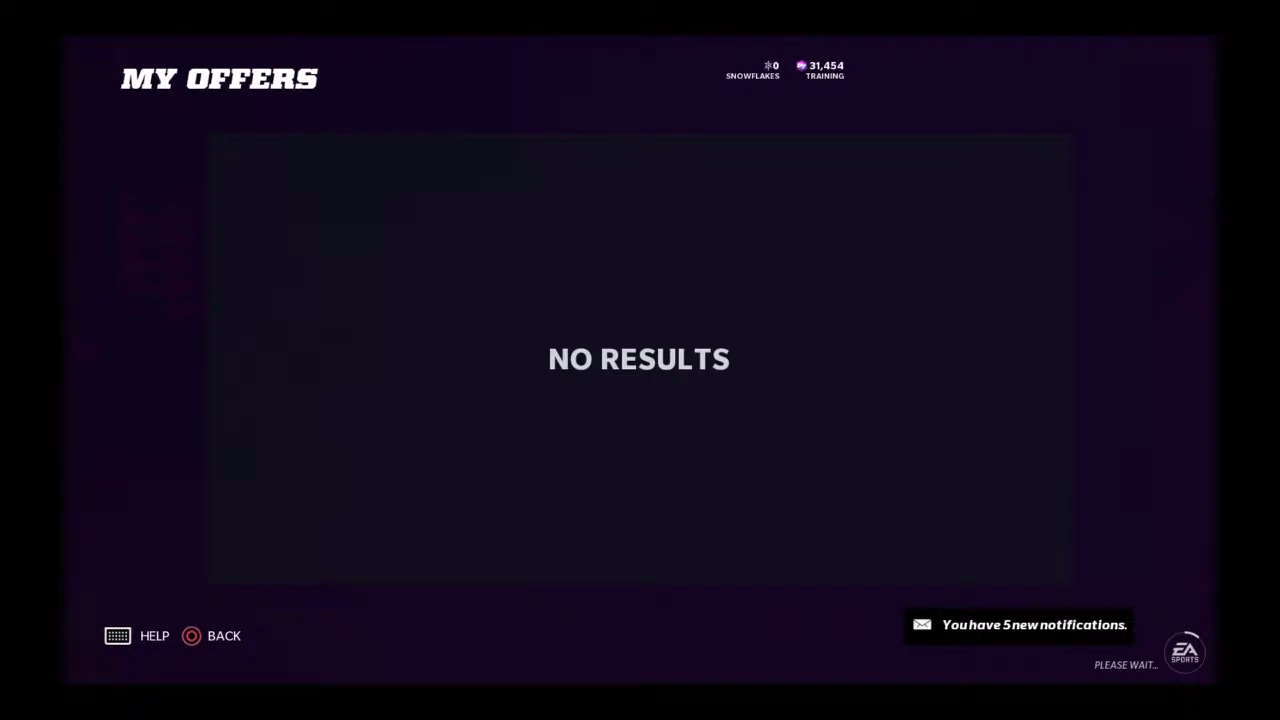 MY OFFERS
0
SNOWFLAKES
31,454
TRAINING
NO RESULTS
HELP
BACK
You have 5 new notifications.
PLEASE WAIT...
EA
SPORTS